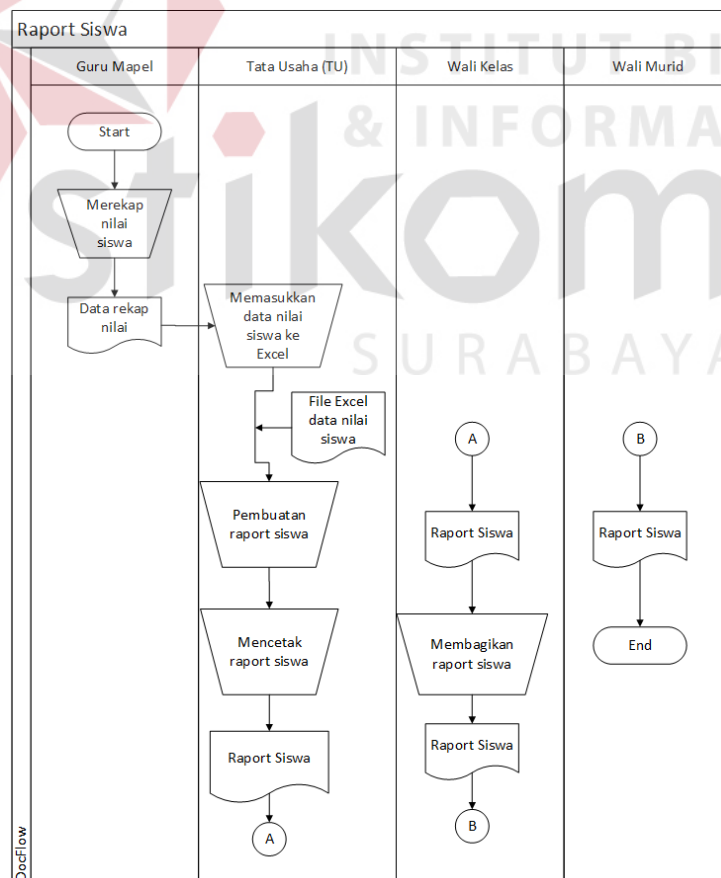 Raport Siswa
Guru Mapel
Tata Usaha (TU)
Wali Kelas
Wali Murid
Start
Merekap
nilai
siswa
Data rekap
nilai
Memasukkan
data nilai
siswa ke
Excel
File Excel
data nilai
siswa
Pembuatan
raport siswa
Mencetak
raport siswa
Raport Siswa
A
A
Raport Siswa
Membagikan
raport siswa
Raport Siswa
B
B
Raport Siswa
End
DocFlow
INSTITUT BI
& INFORMA
stikom
SURABAYA